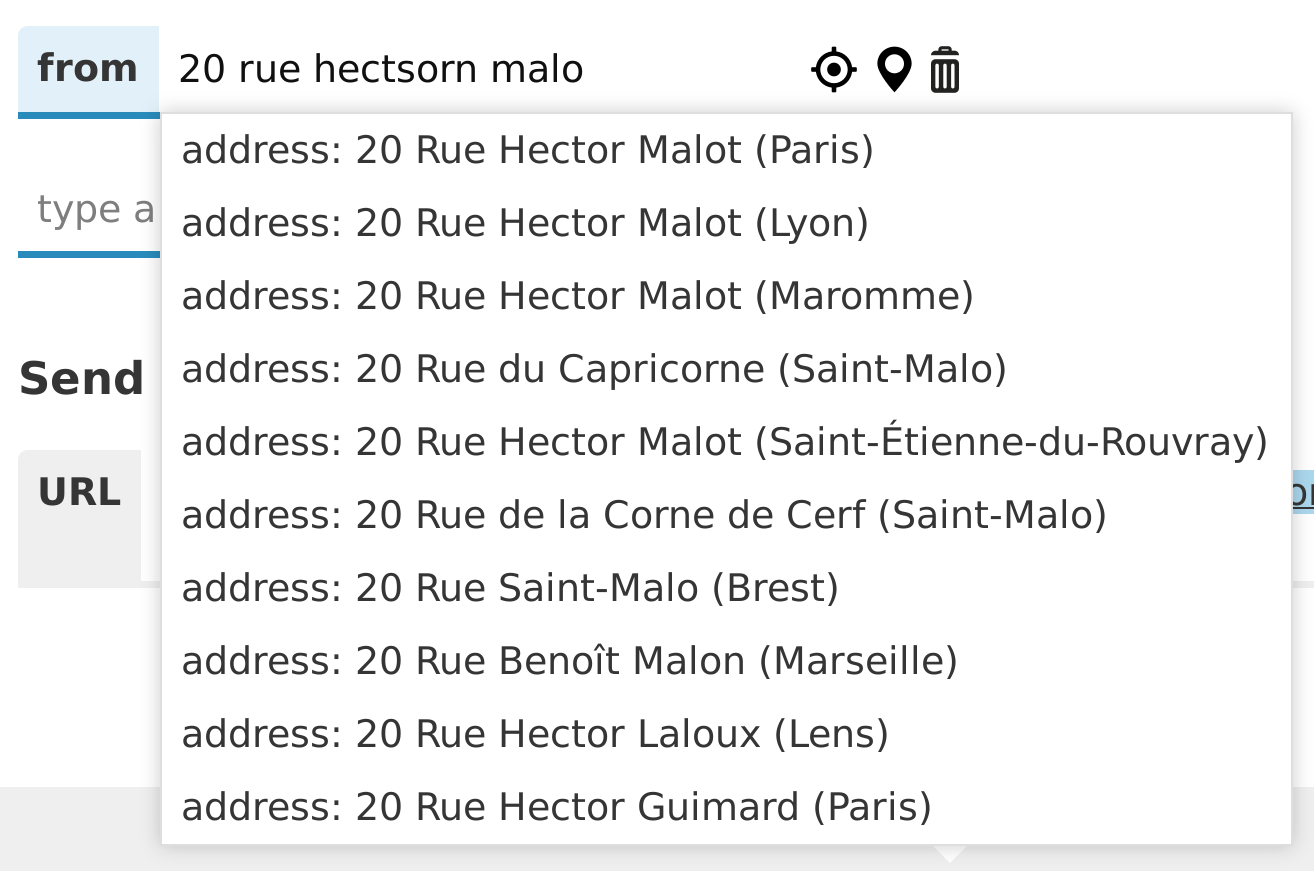 from 20 rue hectsorn malo
address: 20 Rue Hector Malot (Paris)
type a
address: 20 Rue Hector Malot (Lyon)
address: 20 Rue Hector Malot (Maromme)
Send
address: 20 Rue du Capricorne (Saint-Malo)
address: 20 Rue Hector Malot (Saint-Étienne-du-Rouvray)
URL
address: 20 Rue de la Corne de Cerf (Saint-Malo)
address: 20 Rue Saint-Malo (Brest)
address: 20 Rue Benoît Malon (Marseille)
address: 20 Rue Hector Laloux (Lens)
address: 20 Rue Hector Guimard (Paris)